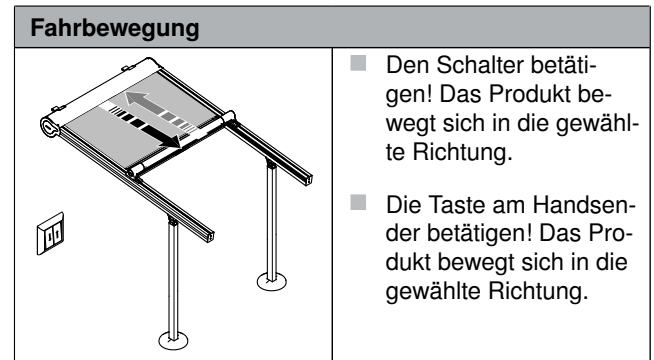 Fahrbewegung
Den Schalter betäti-
gen! Das Produkt be-
wegt sich in die gewähl-
te Richtung.
Die Taste am Handsen-
der betätigen! Das Pro-
dukt bewegt sich in die
gewählte Richtung.